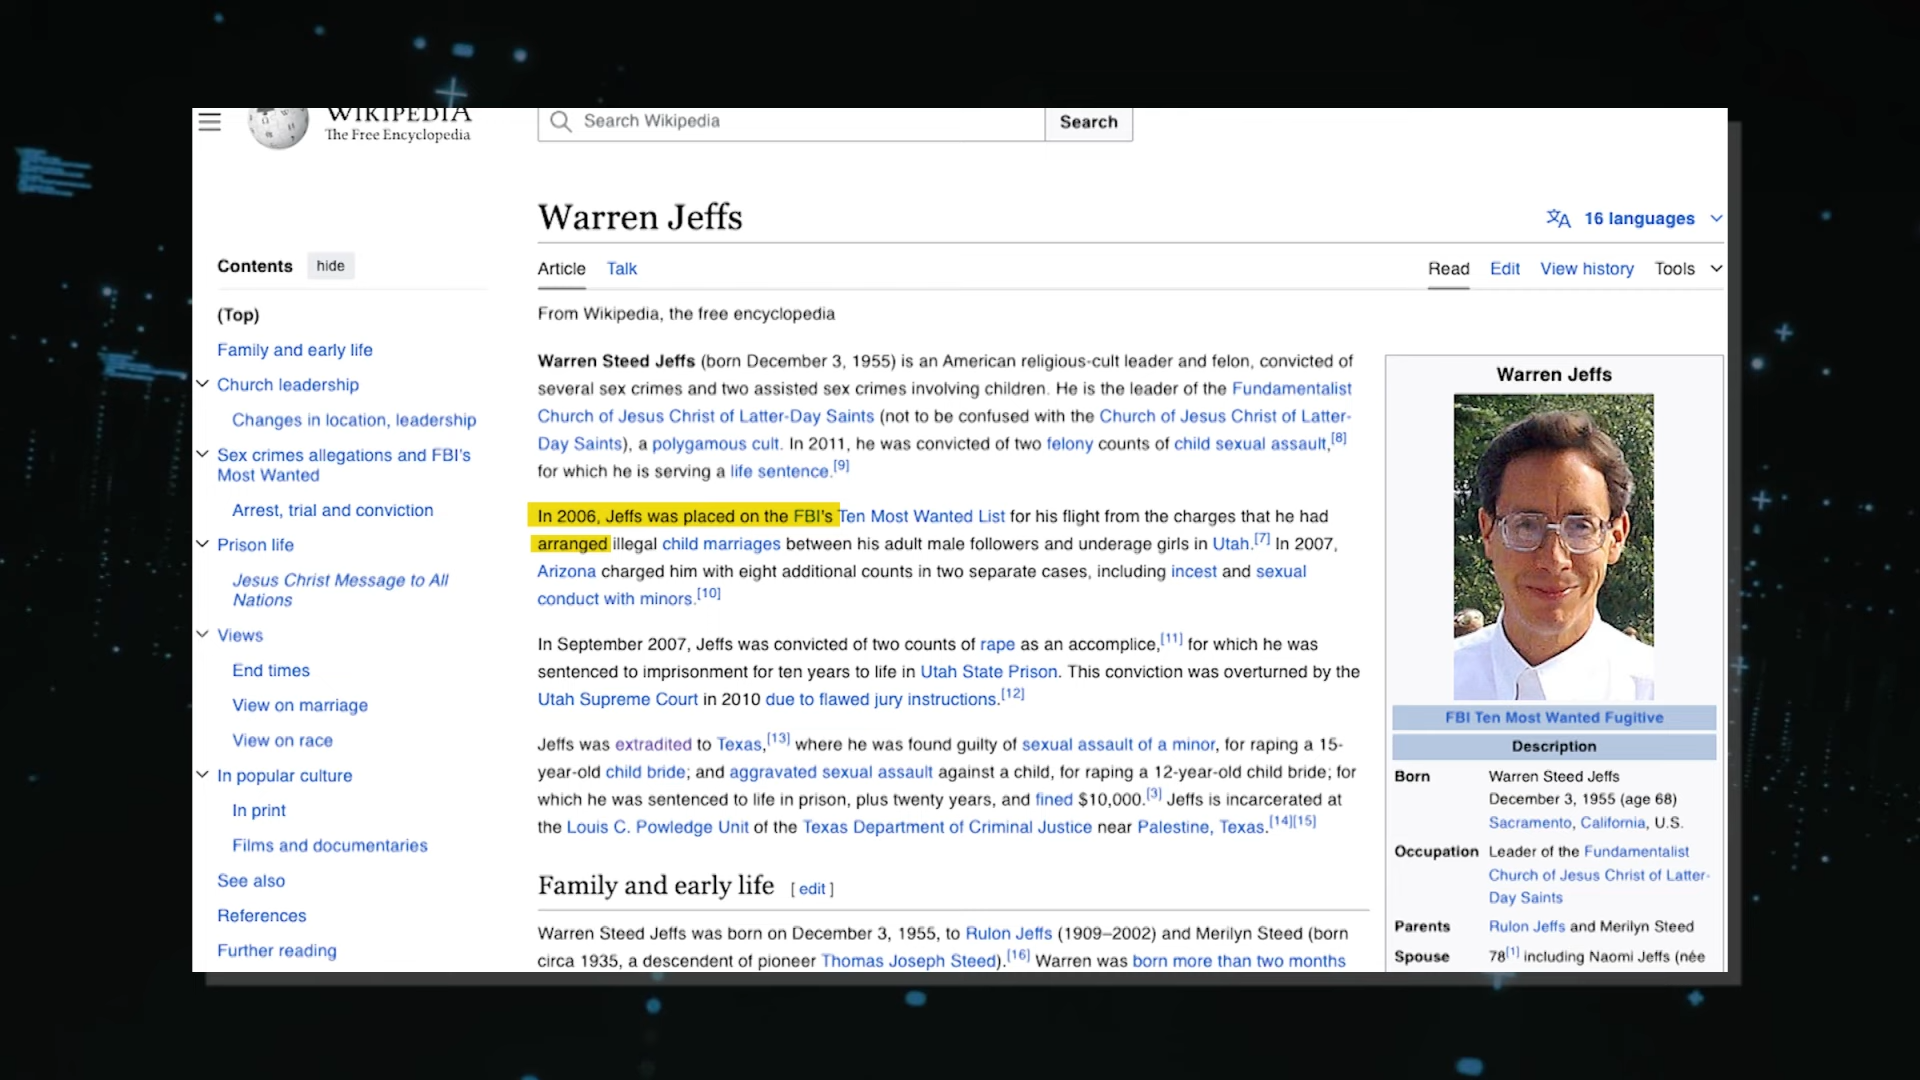 WIKIPEDIA
The Free Encyclopedia
Search Wikipedia
Search
Warren Jeffs
16 languages
Contents
hide
Article
Talk
Read
Edit
View history
Tools
(Top)
Family and early life
Church leadership
Changes in location, leadership
Sex crimes allegations and FBI's
Most Wanted
Arrest, trial and conviction
Prison life
Jesus Christ Message to All
Nations
Views
End times
View on marriage
View on race
In popular culture
In print
Films and documentaries
See also
References
Further reading
From Wikipedia, the free encyclopedia
Warren Steed Jeffs (born December 3, 1955) is an American religious-cult leader and felon, convicted of
several sex crimes and two assisted sex crimes involving children. He is the leader of the Fundamentalist
Church of Jesus Christ of Latter-Day Saints (not to be confused with the Church of Jesus Christ of Latter-
Day Saints), a polygamous cult. In 2011, he was convicted of two felony counts of child sexual assault,[8]
for which he is serving a life sentence.[9]
In 2006, Jeffs was placed on the FBI's Ten Most Wanted List for his flight from the charges that he had
arranged illegal child marriages between his adult male followers and underage girls in Utah.[7] In 2007,
Arizona charged him with eight additional counts in two separate cases, including incest and sexual
conduct with minors.[10]
In September 2007, Jeffs was convicted of two counts of rape as an accomplice,[11] for which he was
sentenced to imprisonment for ten years to life in Utah State Prison. This conviction was overturned by the
Utah Supreme Court in 2010 due to flawed jury instructions.[12]
Jeffs was extradited to Texas,[13] where he was found guilty of sexual assault of a minor, for raping a 15-
year-old child bride; and aggravated sexual assault against a child, for raping a 12-year-old child bride; for
which he was sentenced to life in prison, plus twenty years, and fined $10,000.[3] Jeffs is incarcerated at
the Louis C. Powledge Unit of the Texas Department of Criminal Justice near Palestine, Texas.[14][15]
Family and early life [ edit ]
Warren Steed Jeffs was born on December 3, 1955, to Rulon Jeffs (1909–2002) and Merilyn Steed (born
circa 1935, a descendent of pioneer Thomas Joseph Steed).[16] Warren was born more than two months
Warren Jeffs
FBI Ten Most Wanted Fugitive
Description
Born Warren Steed Jeffs
December 3, 1955 (age 68)
Sacramento, California, U.S.
Occupation Leader of the Fundamentalist
Church of Jesus Christ of Latter-
Day Saints
Parents Rulon Jeffs and Merilyn Steed
Spouse 78[1] including Naomi Jeffs (née